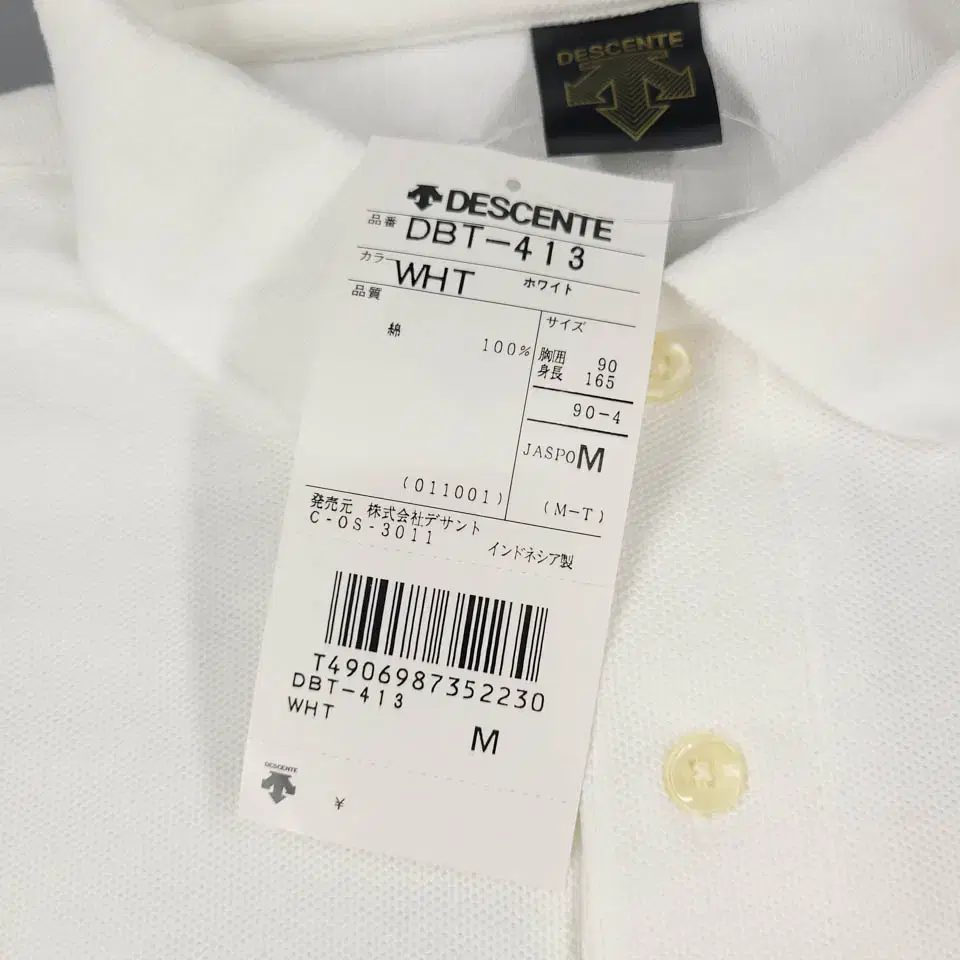 DESCENTE
DESCENTE
品番 DBT-413
カラー WHT ホワイト
品質
綿 100%
サイズ
胸囲 90
身長 165
90-4
JASPO M
(011001)
(M-T)
発売元 株式会社デサント
C-OS-3011 インドネシア製
T4906987352230
DBT-413
WHT
M
DESCENTE